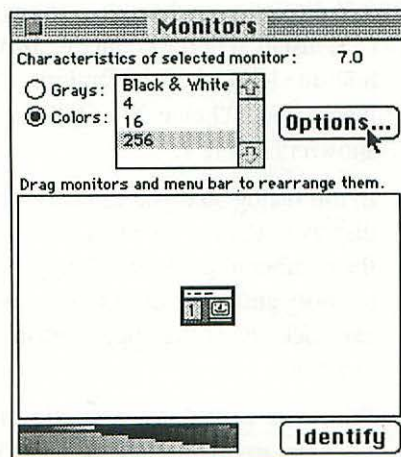 Monitors
Characteristics of selected monitor: 7.0
Grays:
Colors:
Black & White
4
16
256
Options...
Drag monitors and menu bar to rearrange them.
1
Identify